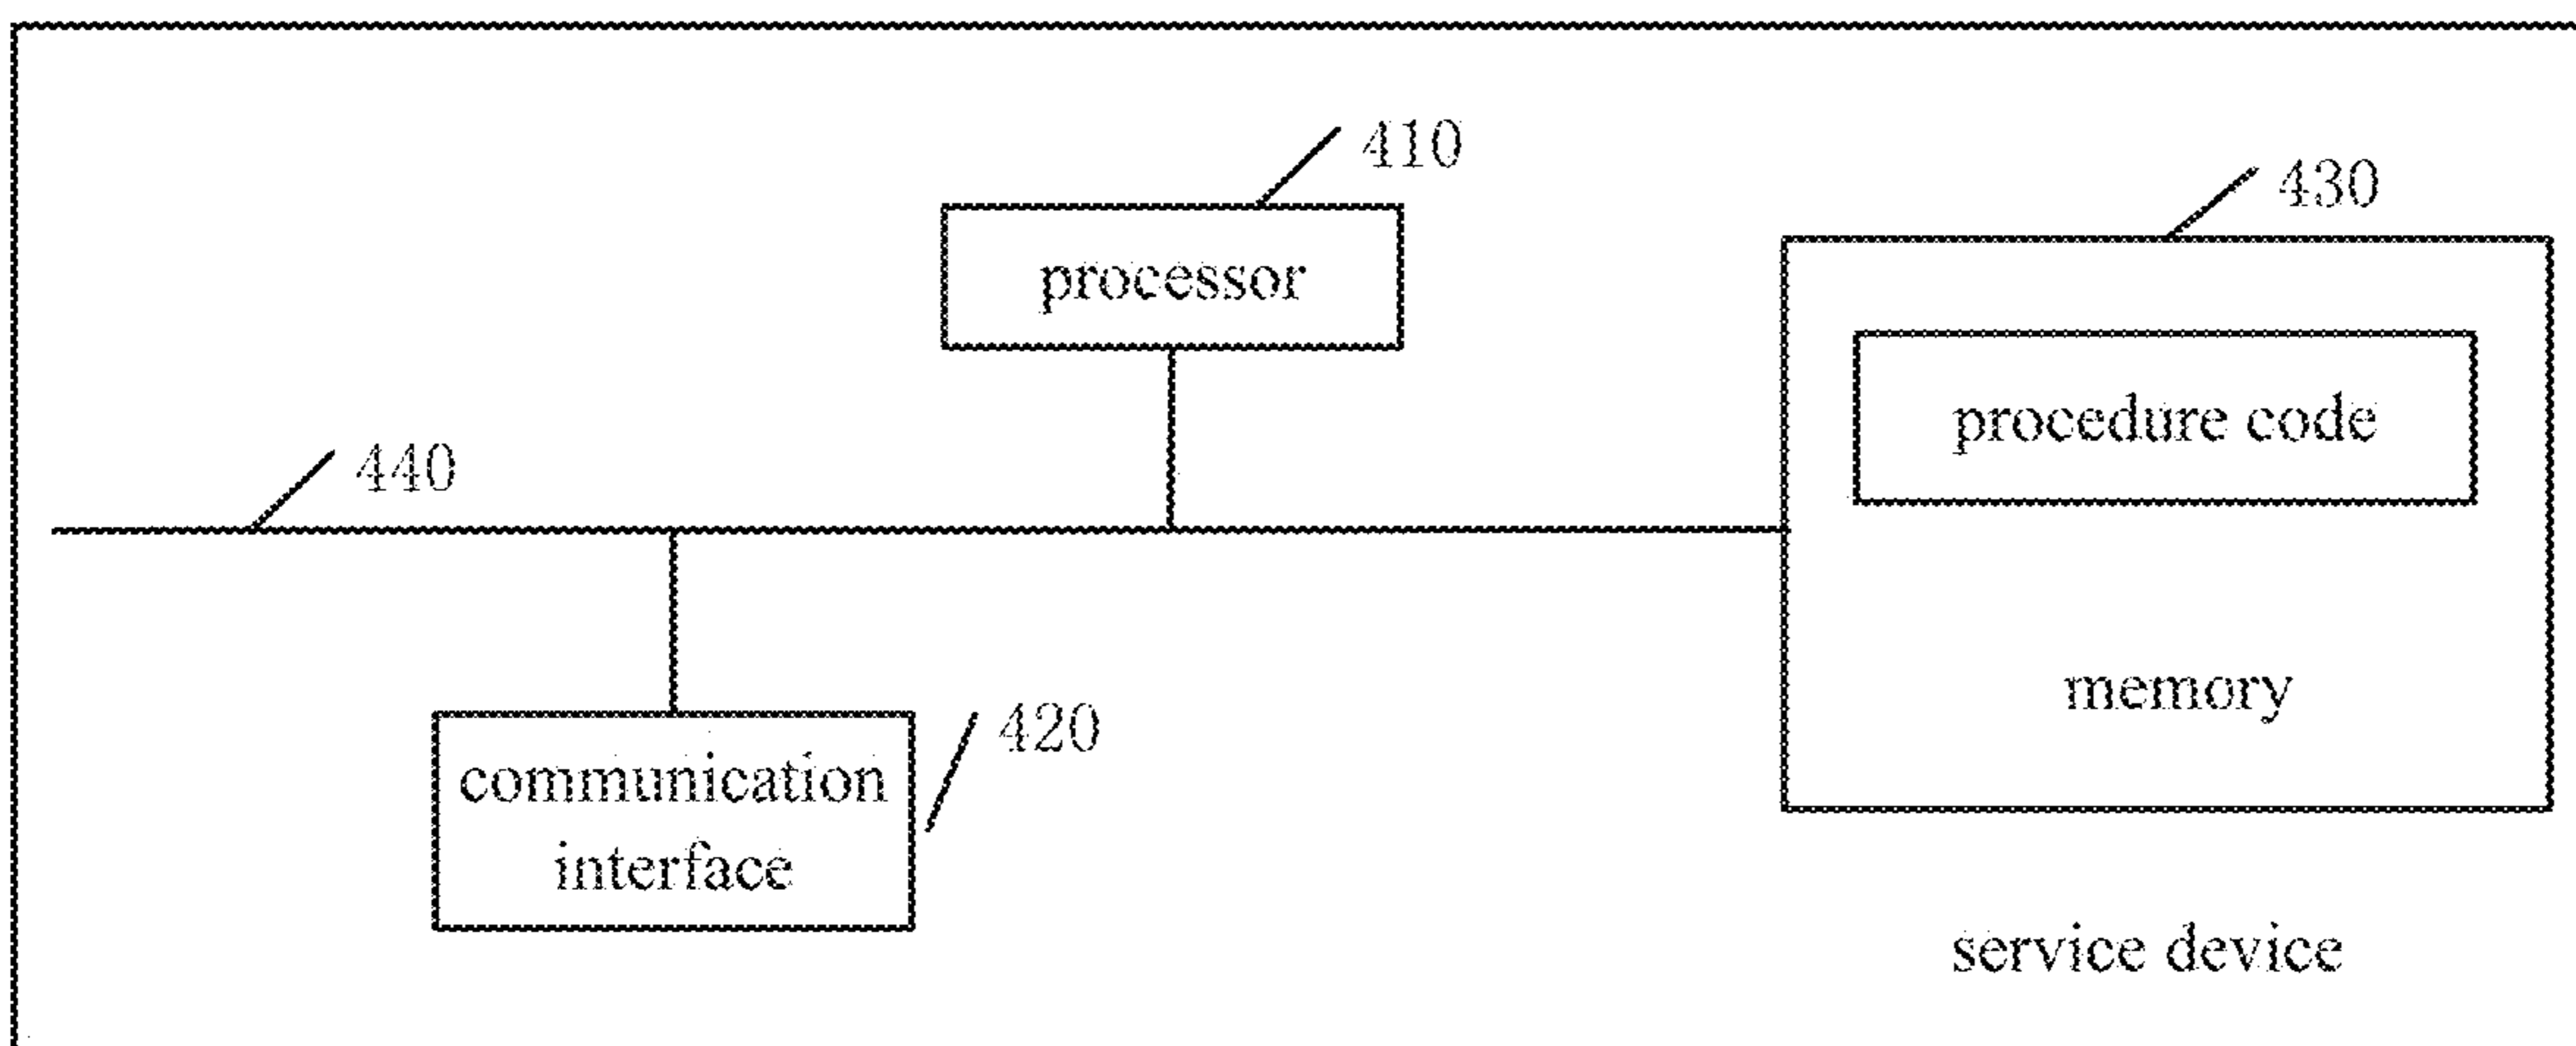 410
430
processor
procedure code
440
memory
420
communication
interface
service device